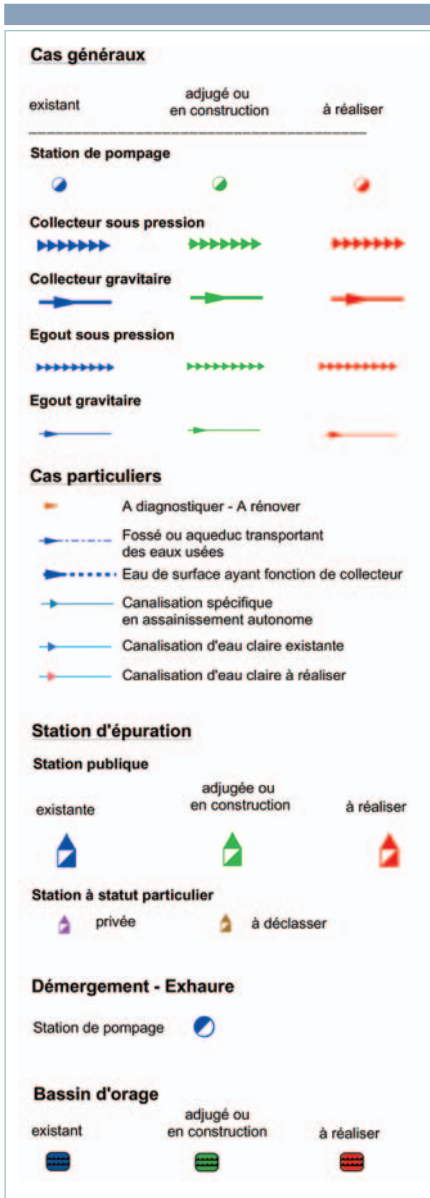 Cas généraux
existant adjugé ou en construction à réaliser
Station de pompage
Collecteur sous pression
Collecteur gravitaire
Egout sous pression
Egout gravitaire
Cas particuliers
A diagnostiquer - A rénover
Fossé ou aqueduc transportant
des eaux usées
Eau de surface ayant fonction de collecteur
Canalisation spécifique
en assainissement autonome
Canalisation d'eau claire existante
Canalisation d'eau claire à réaliser
Station d'épuration
Station publique
existante adjugée ou en construction à réaliser
Station à statut particulier
privée à déclasser
Démergement - Exhaure
Station de pompage
Bassin d'orage
existant adjugé ou en construction à réaliser